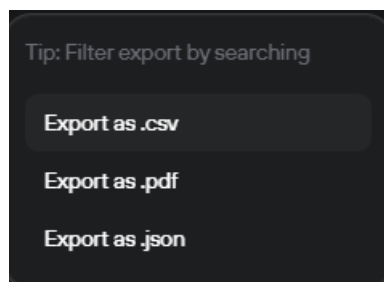 Tip: Filter export by searching
Export as .csv
Export as .pdf
Export as .json